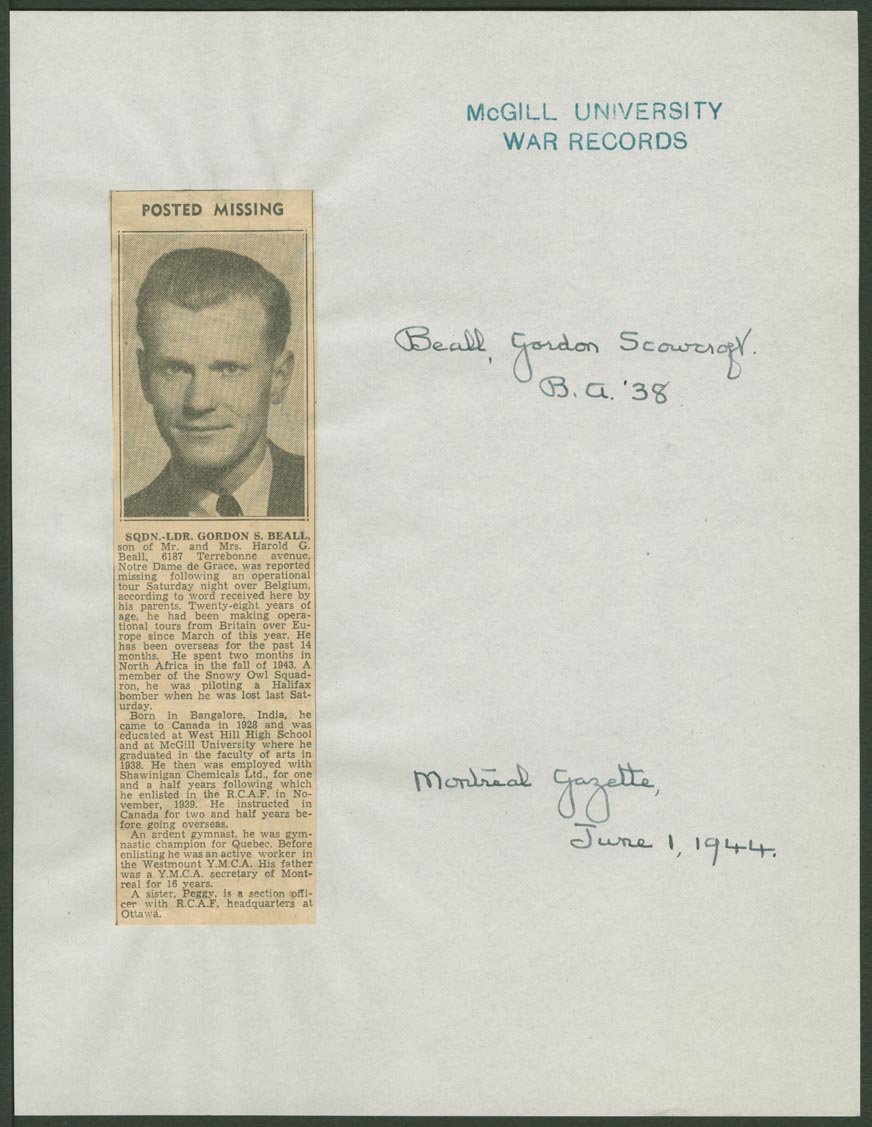 McGILL UNIVERSITY
WAR RECORDS
POSTED MISSING
Beall, Gordon Scowcroft.
B.A. '38
SQDN.-LDR. GORDON S. BEALL,
son of Mr. and Mrs. Harold G.
Beall, 6187 Terrebonne avenue,
Notre Dame de Grace, was reported
missing following an operational
tour Saturday night over Belgium,
according to word received here by
his parents. Twenty-eight years of
age, he had been making opera-
tional tours from Britain over Eu-
rope since March of this year. He
has been overseas for the past 14
months. He spent two months in
North Africa in the fall of 1943. A
member of the Snowy Owl Squad-
ron, he was piloting a Halifax
bomber when he was lost last Sat-
urday.
Born in Bangalore, India, he
came to Canada in 1928 and was
educated at West Hill High School
and at McGill University where he
graduated in the faculty of arts in
1938. He then was employed with
Shawinigan Chemicals Ltd., for one
and a half years following which
he enlisted in the R.C.A.F. in No-
vember, 1939. He instructed in
Canada for two and half years be-
fore going overseas.
An ardent gymnast, he was gym-
nastic champion for Quebec. Before
enlisting he was an active worker in
the Westmount Y.M.C.A. His father
was a Y.M.C.A. secretary of Mont-
real for 16 years.
A sister, Peggy, is a section offi-
cer with R.C.A.F. headquarters at
Ottawa.
Montreal Gazette,
June 1, 1944.